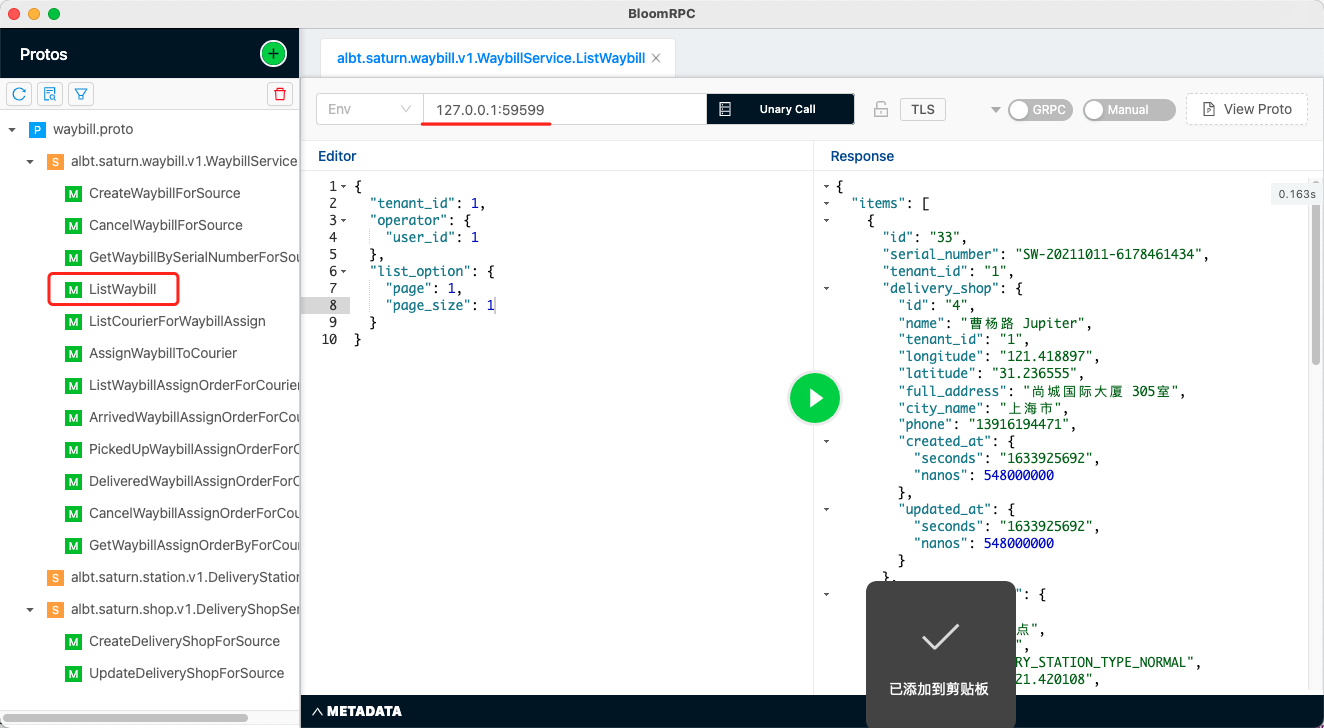 BloomRPC
Protos
albt.saturn.waybill.v1.WaybillService.ListWaybill
Env
127.0.0.1:59599
Unary Call
TLS
GRPC
Manual
View Proto
P waybill.proto
S albt.saturn.waybill.v1.WaybillService
M CreateWaybillForSource
M CancelWaybillForSource
M GetWaybillBySerialNumberForSou
M ListWaybill
M ListCourierForWaybillAssign
M AssignWaybillToCourier
M ListWaybillAssignOrderForCourier
M ArrivedWaybillAssignOrderForCou
M PickedUpWaybillAssignOrderForC
M DeliveredWaybillAssignOrderForC
M CancelWaybillAssignOrderForCou
M GetWaybillAssignOrderByForCour
S albt.saturn.station.v1.DeliveryStation
S albt.saturn.shop.v1.DeliveryShopSer
M CreateDeliveryShopForSource
M UpdateDeliveryShopForSource
Editor
1 {
2 "tenant_id": 1,
3 "operator": {
4 "user_id": 1
5 },
6 "list_option": {
7 "page": 1,
8 "page_size": 1
9 }
10 }
Response
0.163s
{
"items": [
{
"id": "33",
"serial_number": "SW-20211011-6178461434",
"tenant_id": "1",
"delivery_shop": {
"id": "4",
"name": "曹杨路 Jupiter",
"tenant_id": "1",
"longitude": "121.418897",
"latitude": "31.236555",
"full_address": "尚城国际大厦 305室",
"city_name": "上海市",
"phone": "13916194471",
"created_at": {
"seconds": "1633925692",
"nanos": 548000000
},
"updated_at": {
"seconds": "1633925692",
"nanos": 548000000
}
},
": {
点",
",
RY_STATION_TYPE_NORMAL",
21.420108",
已添加到剪贴板
METADATA